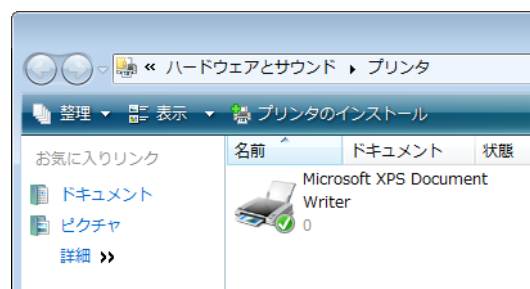 « ハードウェアとサウンド ▸ プリンタ
整理 ▼ 表示 ▼ プリンタのインストール
お気に入りリンク
ドキュメント
ピクチャ
詳細 »
名前 ドキュメント 状態
Microsoft XPS Document
Writer
0